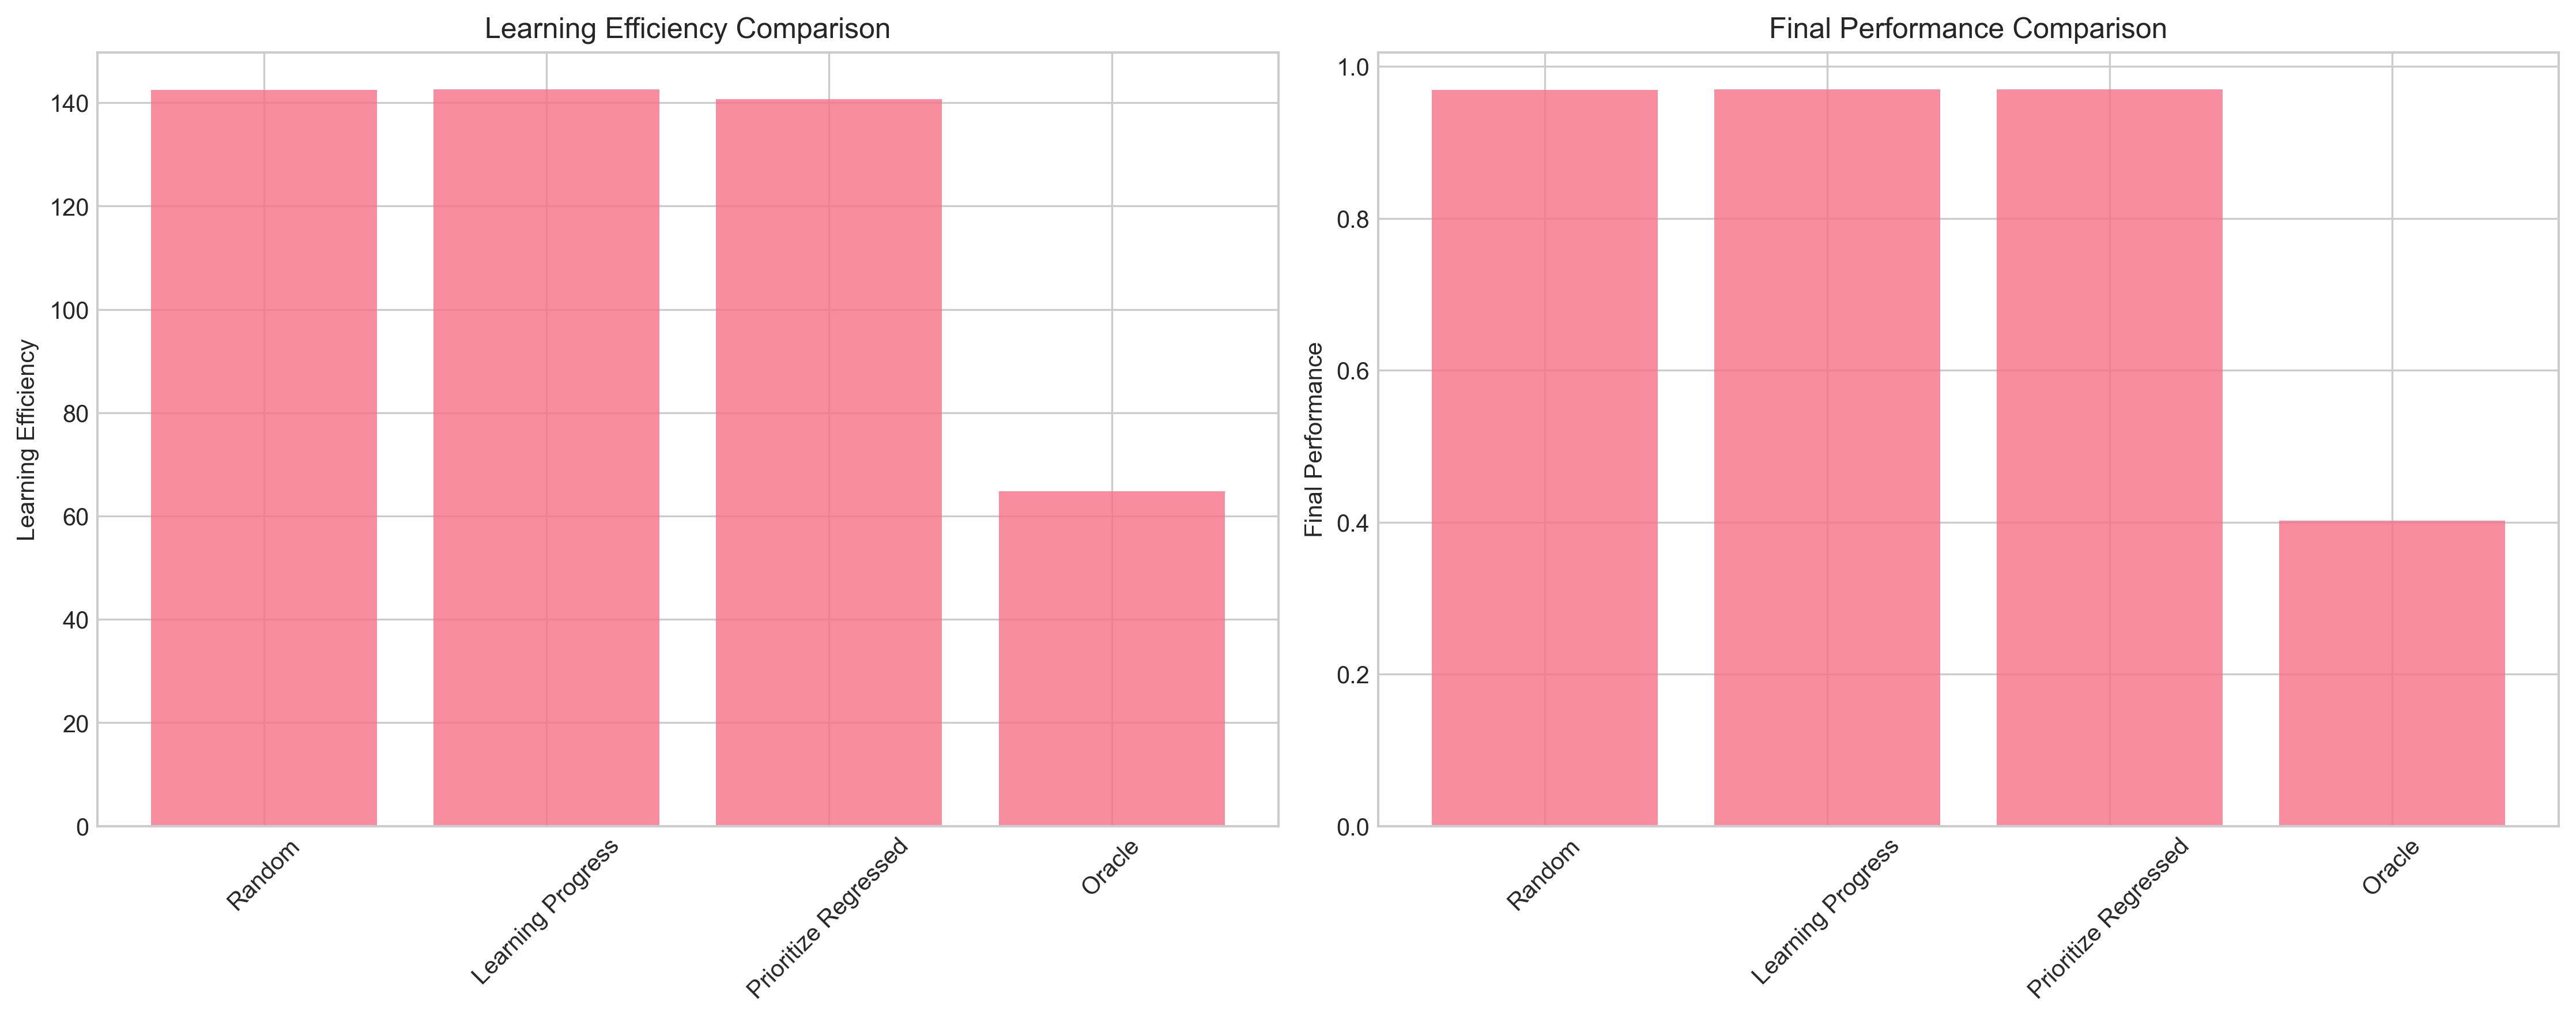 Learning Efficiency Comparison
Learning Efficiency
140
120
100
80
60
40
20
0
Random
Learning Progress
Prioritize Regressed
Oracle
Final Performance Comparison
Final Performance
1.0
0.8
0.6
0.4
0.2
0.0
Random
Learning Progress
Prioritize Regressed
Oracle